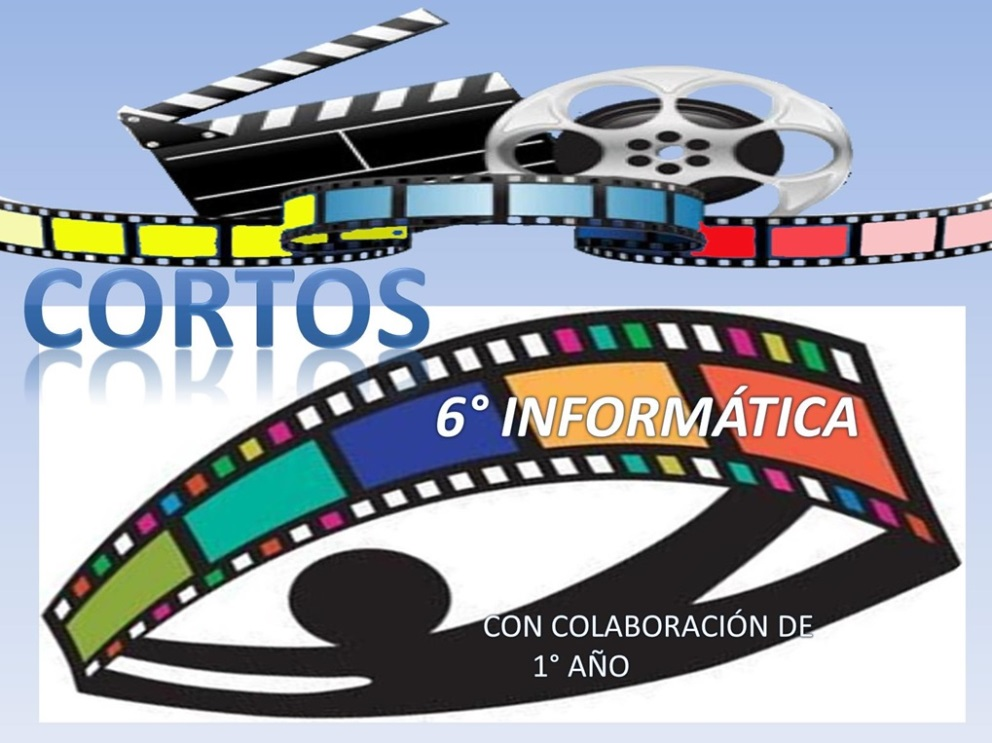 CORTOS
6° INFORMÁTICA
CON COLABORACIÓN DE
1° AÑO